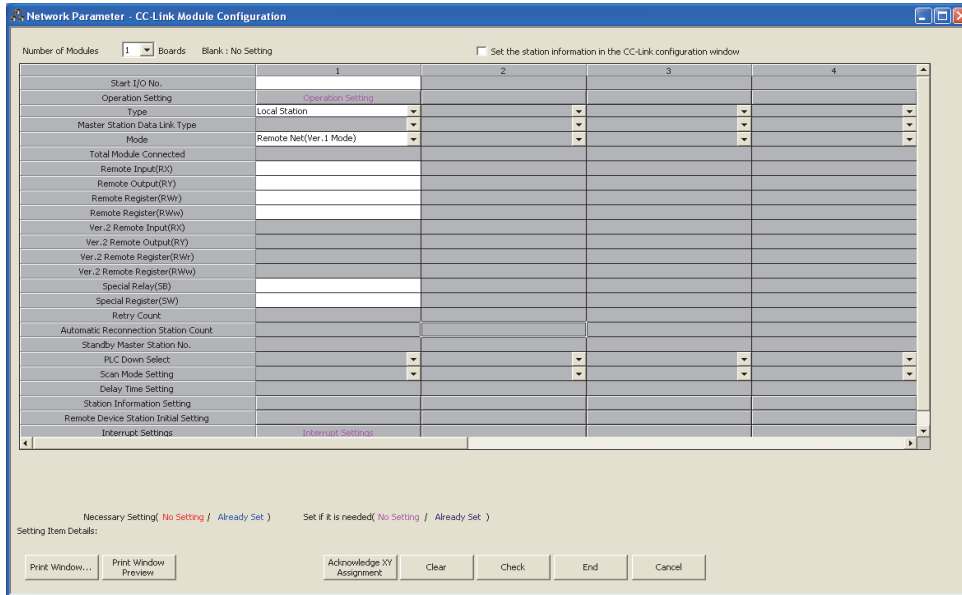 Network Parameter - CC-Link Module Configuration
Number of Modules 1 Boards Blank : No Setting Set the station information in the CC-Link configuration window
1 2 3 4
Start I/O No.
Operation Setting Operation Setting
Type Local Station
Master Station Data Link Type
Mode Remote Net(Ver.1 Mode)
Total Module Connected
Remote Input(RX)
Remote Output(RY)
Remote Register(RWr)
Remote Register(RWw)
Ver.2 Remote Input(RX)
Ver.2 Remote Output(RY)
Ver.2 Remote Register(RWr)
Ver.2 Remote Register(RWw)
Special Relay(SB)
Special Register(SW)
Retry Count
Automatic Reconnection Station Count
Standby Master Station No.
PLC Down Select
Scan Mode Setting
Delay Time Setting
Station Information Setting
Remote Device Station Initial Setting
Interrupt Settings Interrupt Settings
Necessary Setting( No Setting / Already Set ) Set if it is needed( No Setting / Already Set )
Setting Item Details:
Print Window... Print Window Preview Acknowledge XY Assignment Clear Check End Cancel